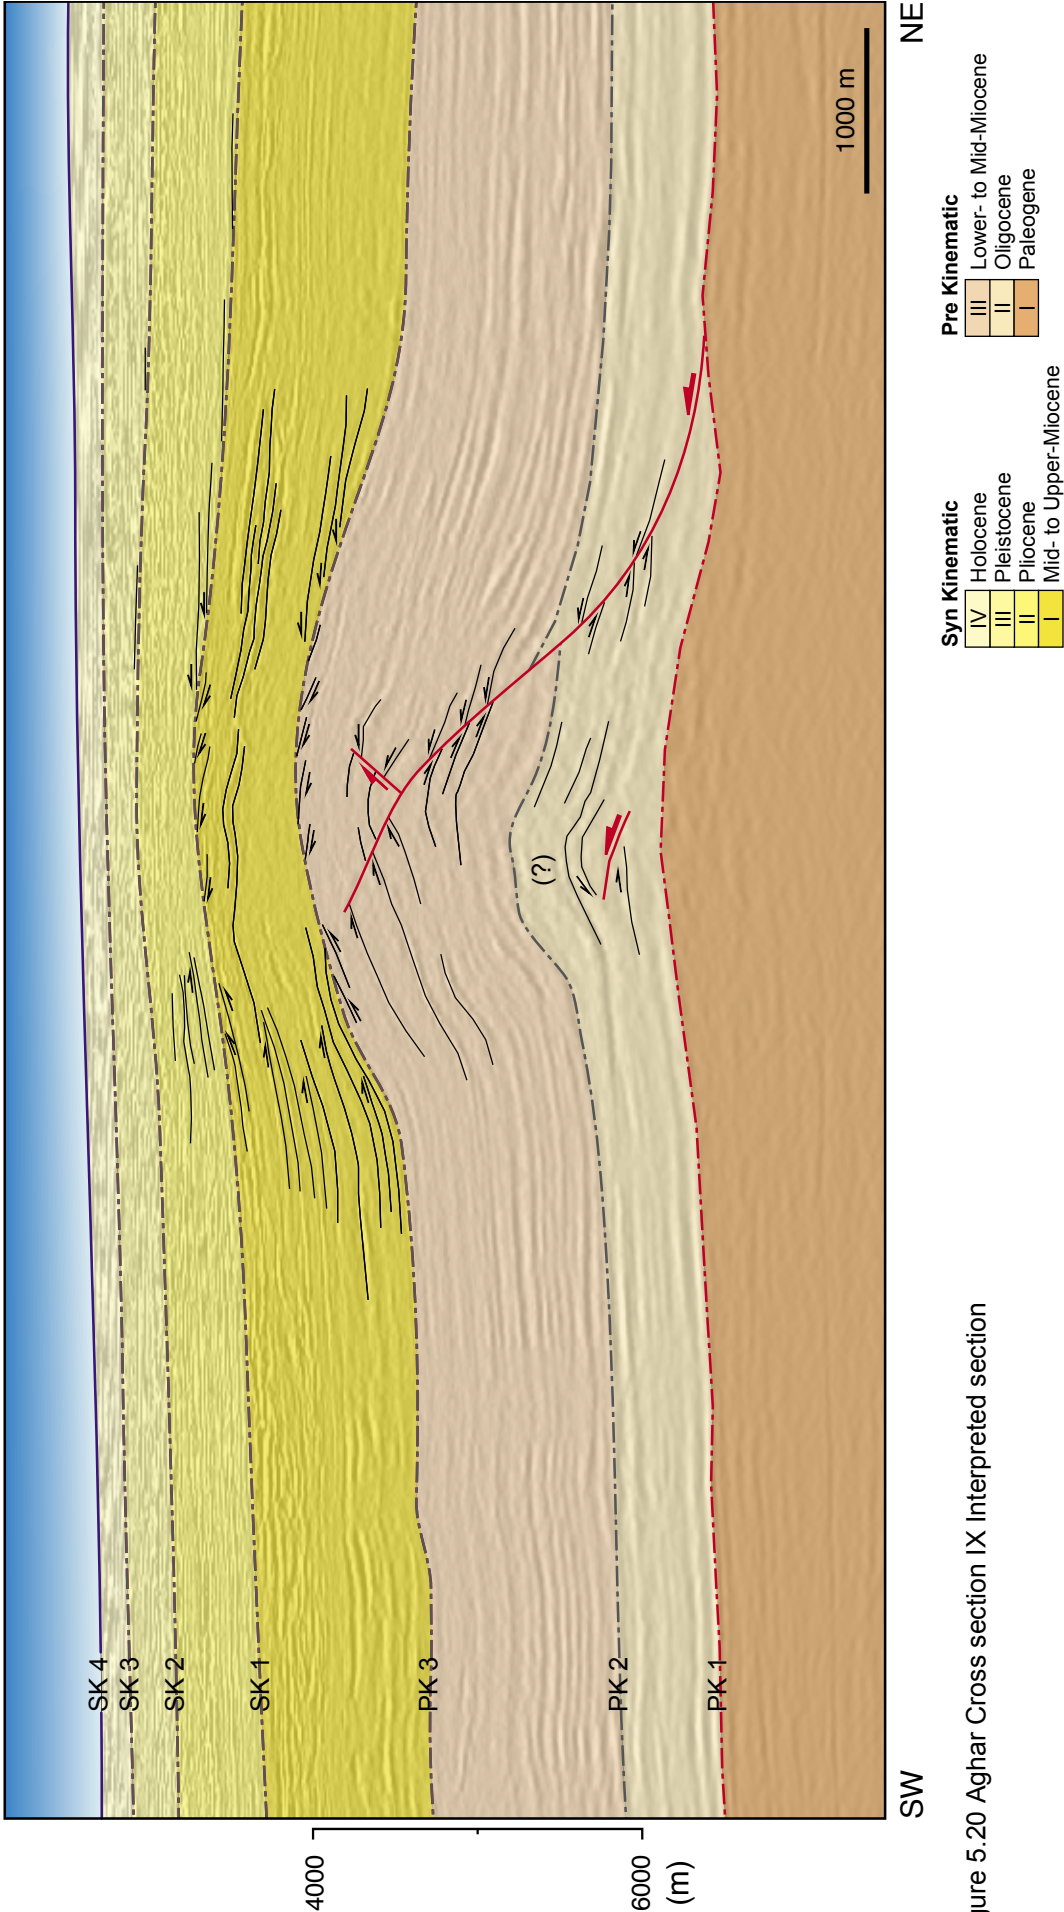 SK 4
SK 3
SK 2
SK 1
PK 3
PK 2
PK 1
(?)
4000
6000
(m)
SW
NE
1000 m
Syn Kinematic
IV Holocene
III Pleistocene
II Pliocene
I Mid- to Upper-Miocene
Pre Kinematic
III Lower- to Mid-Miocene
II Oligocene
I Paleogene
gure 5.20 Aghar Cross section IX Interpreted section